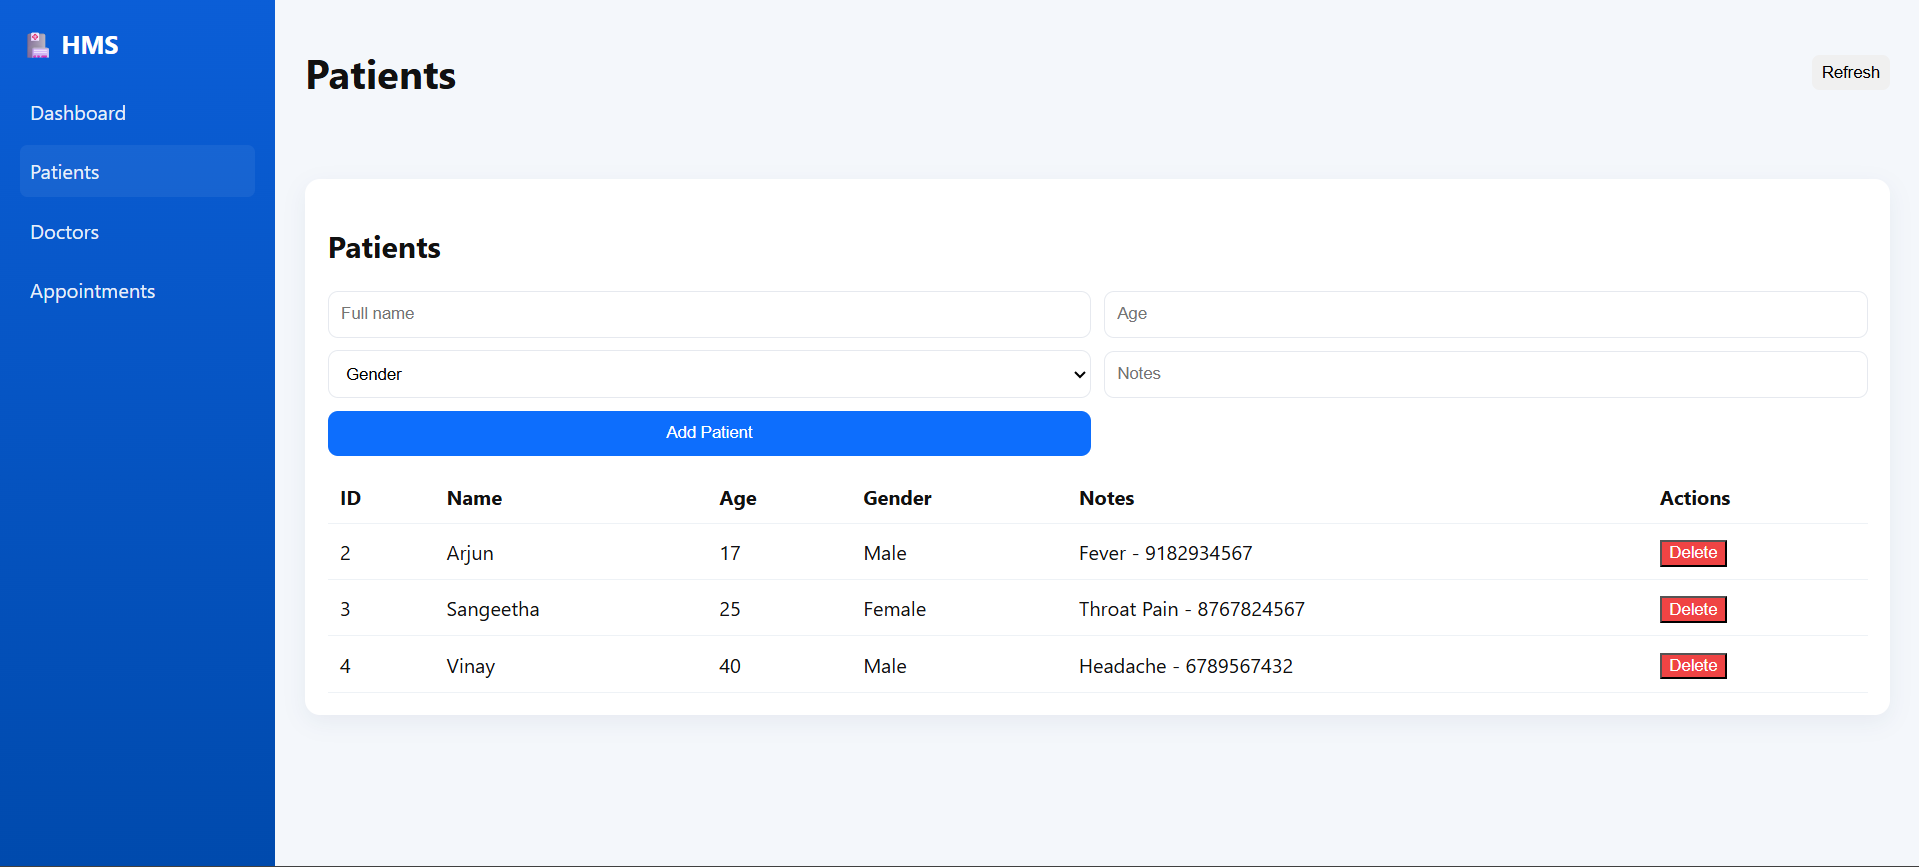 HMS
Dashboard
Patients
Doctors
Appointments
Patients
Refresh
Patients
Full name Age
Gender Notes
Add Patient
ID Name Age Gender Notes Actions
2 Arjun 17 Male Fever - 9182934567 Delete
3 Sangeetha 25 Female Throat Pain - 8767824567 Delete
4 Vinay 40 Male Headache - 6789567432 Delete